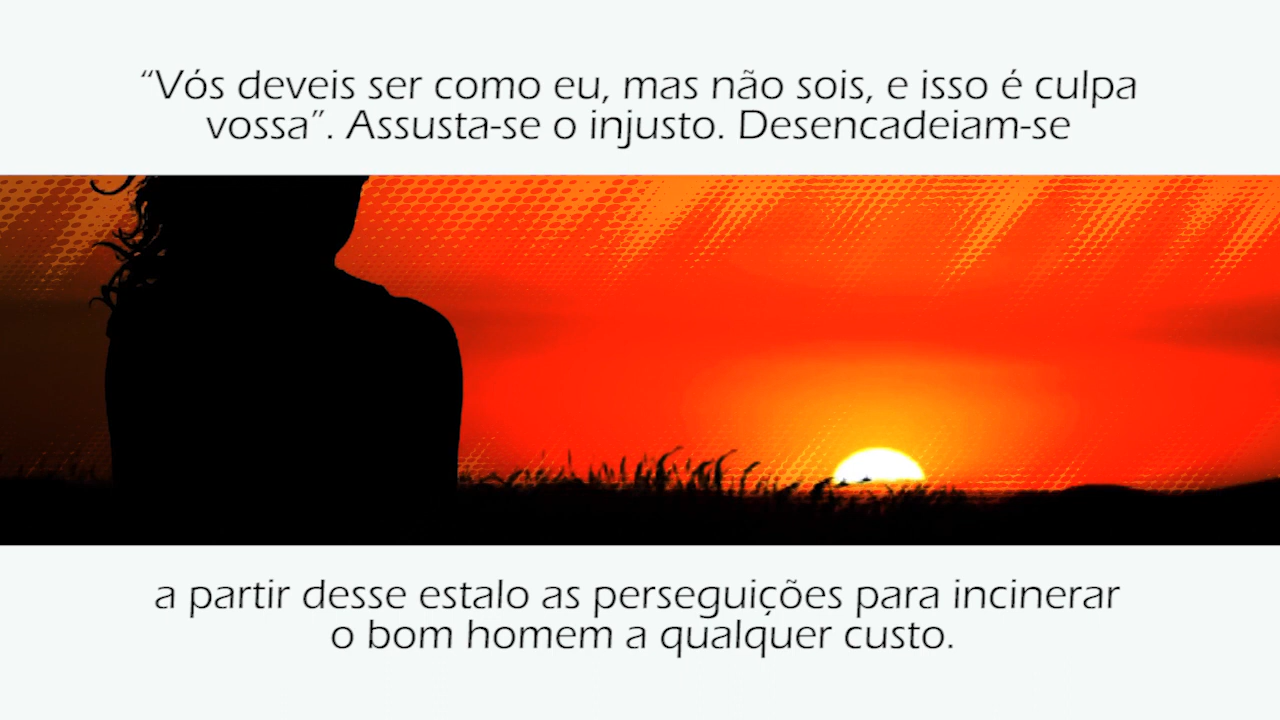 “Vós deveis ser como eu, mas não sois, e isso é culpa
vossa”. Assusta-se o injusto. Desencadeiam-se
a partir desse estalo as perseguições para incinerar
o bom homem a qualquer custo.